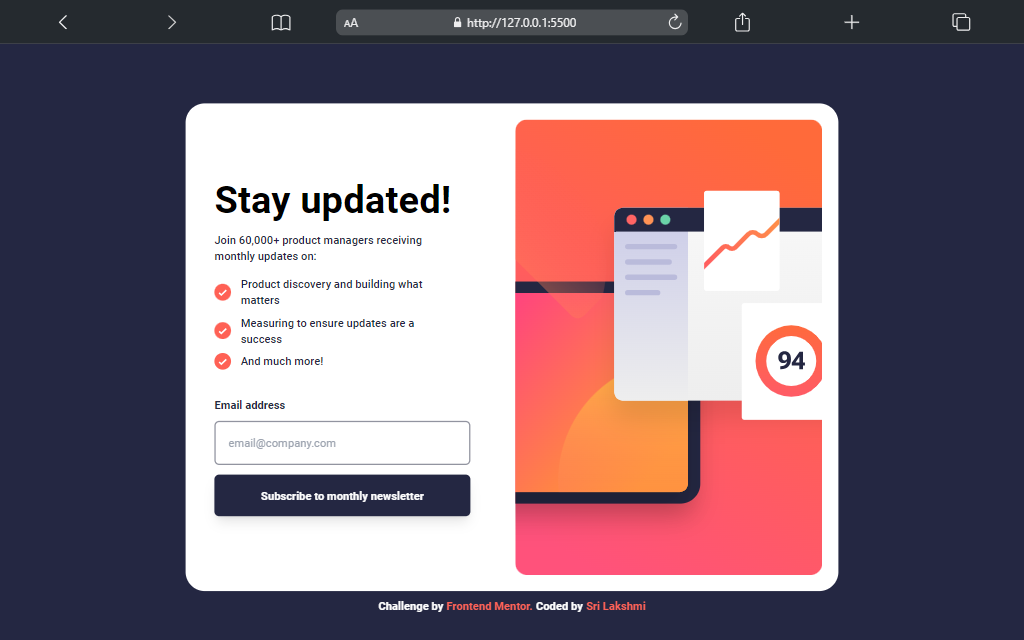 AA
http://127.0.0.1:5500
Stay updated!
Join 60,000+ product managers receiving
monthly updates on:
Product discovery and building what
matters
Measuring to ensure updates are a
success
And much more!
Email address
email@company.com
Subscribe to monthly newsletter
94
Challenge by Frontend Mentor. Coded by Sri Lakshmi